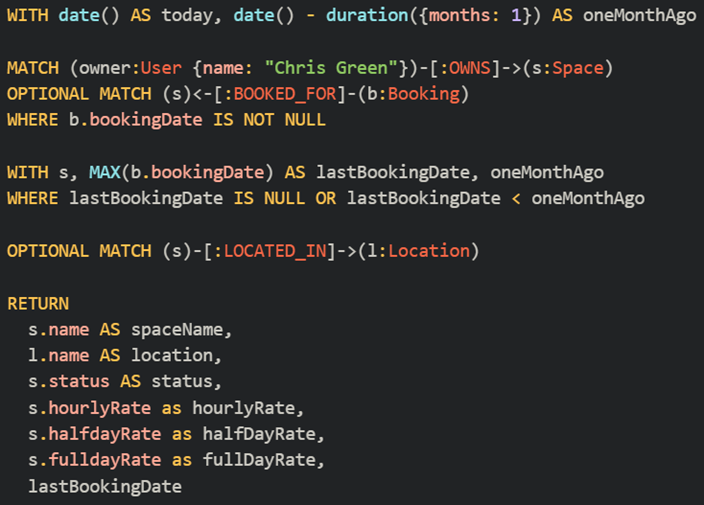 WITH date() AS today, date() - duration({months: 1}) AS oneMonthAgo
MATCH (owner:User {name: "Chris Green"})-[:OWNS]->(s:Space)
OPTIONAL MATCH (s)<-[:BOOKED_FOR]-(b:Booking)
WHERE b.bookingDate IS NOT NULL
WITH s, MAX(b.bookingDate) AS lastBookingDate, oneMonthAgo
WHERE lastBookingDate IS NULL OR lastBookingDate < oneMonthAgo
OPTIONAL MATCH (s)-[:LOCATED_IN]->(l:Location)
RETURN
s.name AS spaceName,
l.name AS location,
s.status AS status,
s.hourlyRate as hourlyRate,
s.halfdayRate as halfDayRate,
s.fulldayRate as fullDayRate,
lastBookingDate